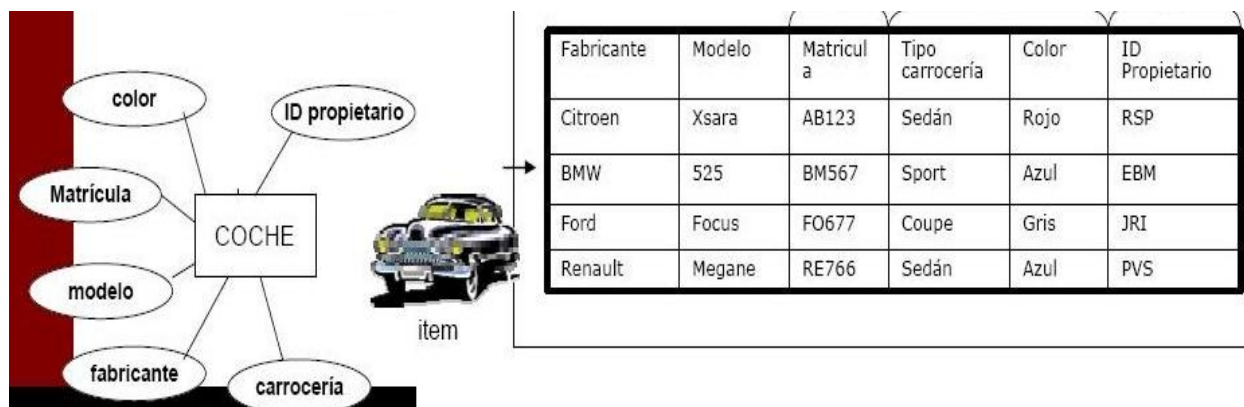 color
ID propietario
Matrícula
COCHE
modelo
fabricante
carrocería
item
Fabricante Modelo Matricul Tipo Color ID
a carrocería Propietario
Citroen Xsara AB123 Sedán Rojo RSP
BMW 525 BM567 Sport Azul EBM
Ford Focus FO677 Coupe Gris JRI
Renault Megane RE766 Sedán Azul PVS